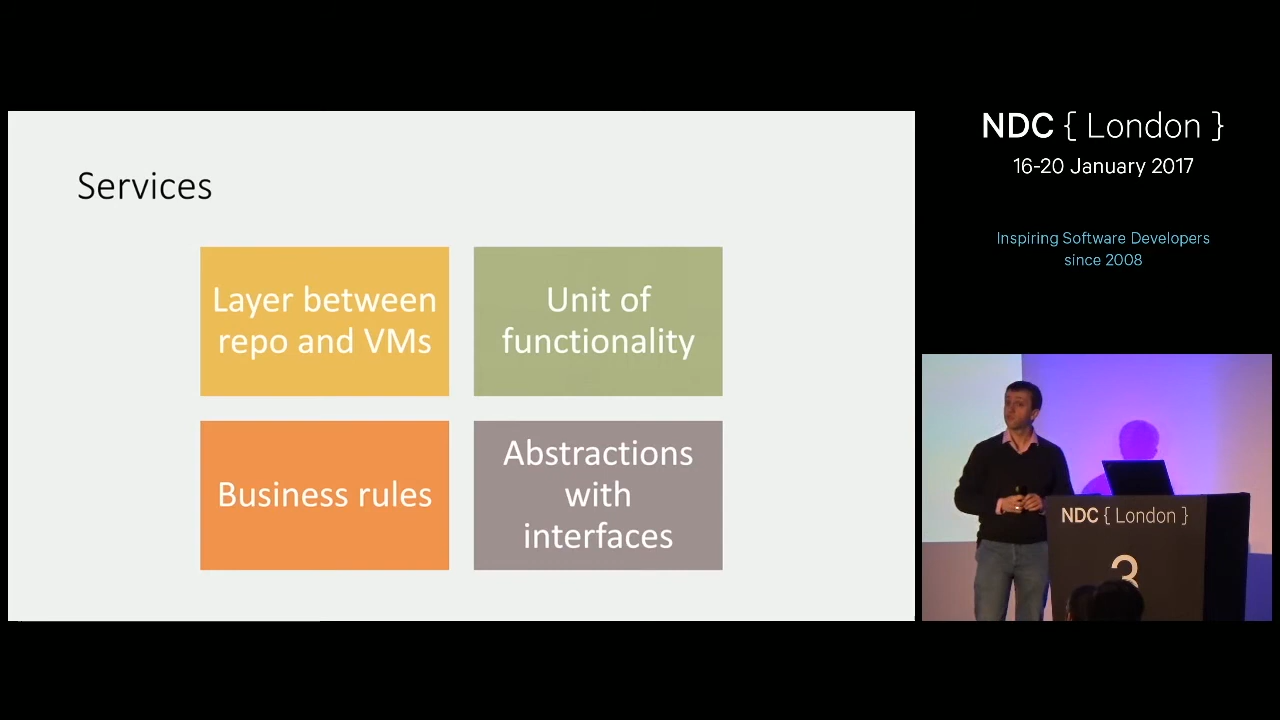 Services
Layer between
repo and VMs
Unit of
functionality
Business rules
Abstractions
with
interfaces
NDC { London }
16-20 January 2017
Inspiring Software Developers
since 2008
NDC { London }
3